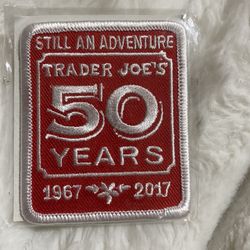 STILL AN ADVENTURE
TRADER JOE'S
50
YEARS
1967 2017